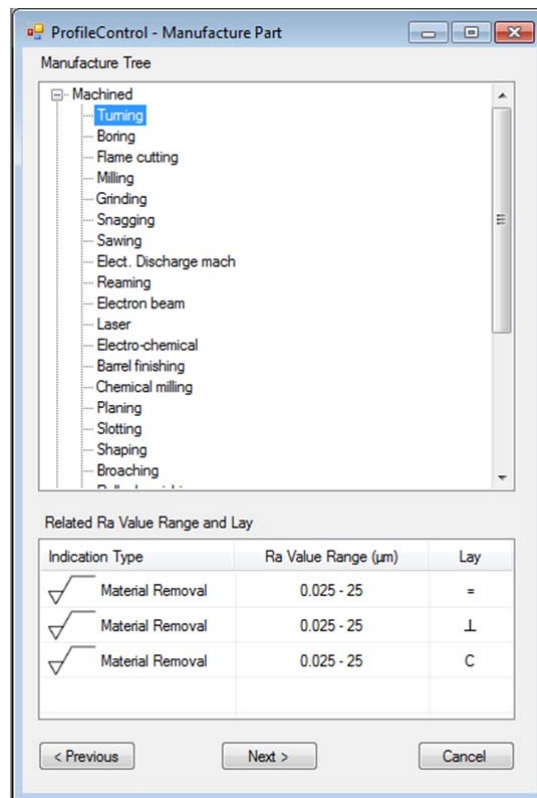 ProfileControl - Manufacture Part
Manufacture Tree
Machined
Turning
Boring
Flame cutting
Milling
Grinding
Snagging
Sawing
Elect. Discharge mach
Reaming
Electron beam
Laser
Electro-chemical
Barrel finishing
Chemical milling
Planing
Slotting
Shaping
Broaching
Related Ra Value Range and Lay
Indication Type Ra Value Range (µm) Lay
Material Removal 0.025 - 25 =
Material Removal 0.025 - 25 ⊥
Material Removal 0.025 - 25 C
< Previous Next > Cancel